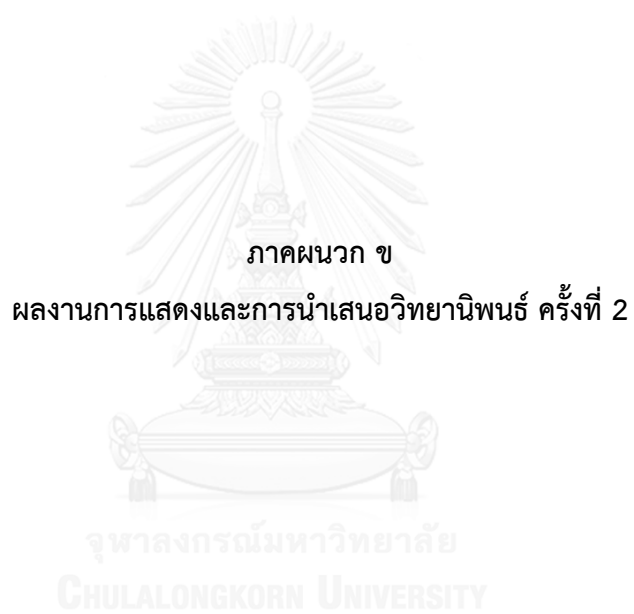 ภาคผนวก ข
ผลงานการแสดงและการนำเสนอวิทยานิพนธ์ ครั้งที่ 2
จุฬาลงกรณ์มหาวิทยาลัย
CHULALONGKORN UNIVERSITY